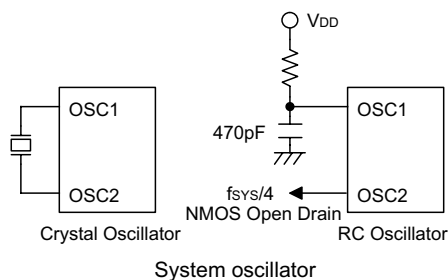 VDD
OSC1
OSC2
Crystal Oscillator
470pF
OSC1
fSYS/4
NMOS Open Drain
OSC2
RC Oscillator
System oscillator